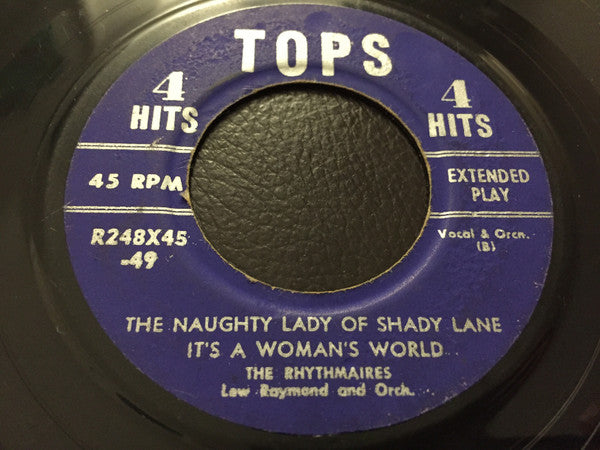 TOPS
4
HITS
4
HITS
45 RPM
EXTENDED
PLAY
R248X45
-49
Vocal & Orch.
(B)
THE NAUGHTY LADY OF SHADY LANE
IT'S A WOMAN'S WORLD
THE RHYTHMAIRES
Lew Raymond and Orch.